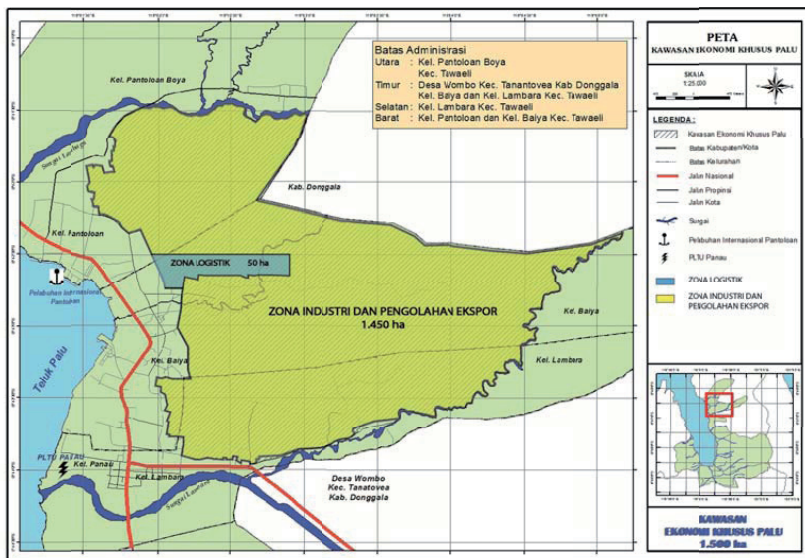 Batas Administrasi
Utara : Kel. Pantoloan Boya
Kec. Tawaeli
Timur : Desa Wombo Kec. Tanantovea Kab Donggala
Kel. Baiya dan Kel. Lambara Kec. Tawaeli
Selatan: Kel. Lambara Kec. Tawaeli
Barat : Kel. Pantoloan dan Kel. Baiya Kec. Tawaeli
Kel. Pantoloan Boya
Kab. Donggala
Kel. Pantoloan
ZONA LOGISTIK 50 ha
ZONA INDUSTRI DAN PENGOLAHAN EKSPOR
1.450 ha
Pelabuhan Internasional
Teluk Palu
Kel. Baiya
Kel. Baiya
Kel. Lambara
PLTU PANAU
Kel. Panau
Kel. Lambara
Desa Wombo
Kec. Tanatovea
Kab. Donggala
PETA
KAWASAN EKONOMI KHUSUS PALU
SKALA
1:25.000
LEGENDA :
Kawasan Ekonomi Khusus Palu
Batas Kabupaten/Kota
Batas Kelurahan
Jalan Nasional
Jalan Propinsi
Jalan Kota
Sungai
Pelabuhan Internasional Pantoloan
PLTU Panau
ZONA LOGISTIK
ZONA INDUSTRI DAN
PENGOLAHAN EKSPOR
KAWASAN
EKONOMI KHUSUS PALU
1.500 ha